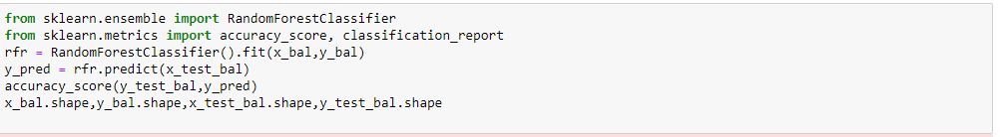 from sklearn.ensemble import RandomForestClassifier
from sklearn.metrics import accuracy_score, classification_report
rfr = RandomForestClassifier().fit(x_bal,y_bal)
y_pred = rfr.predict(x_test_bal)
accuracy_score(y_test_bal,y_pred)
x_bal.shape,y_bal.shape,x_test_bal.shape,y_test_bal.shape